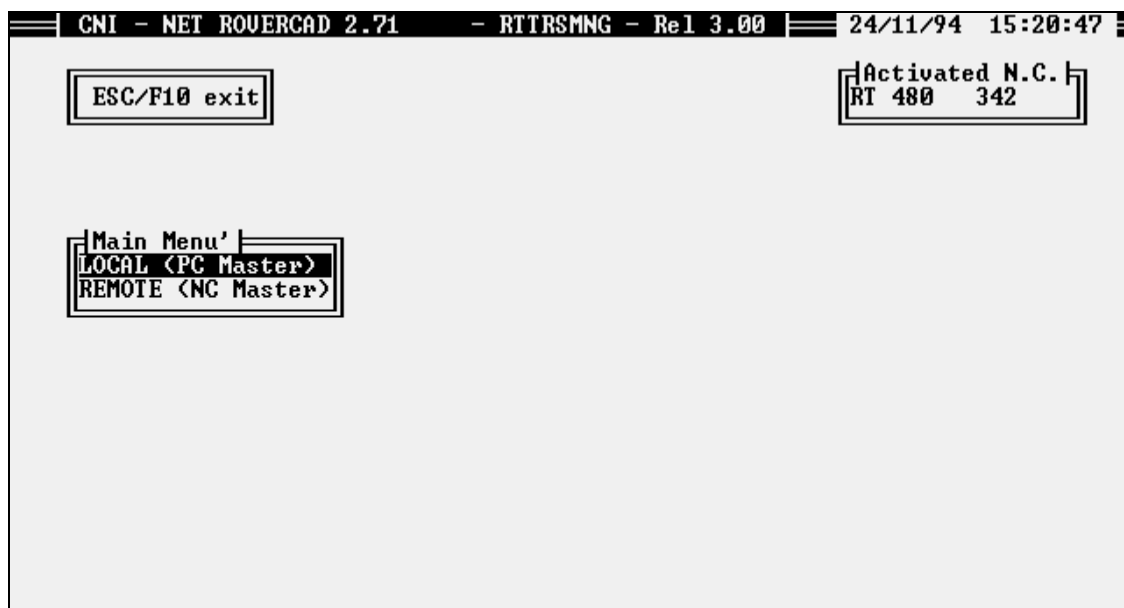 CNI - NET ROVERCAD 2.71 - RTTRSMNG - Rel 3.00 24/11/94 15:20:47
ESC/F10 exit
Activated N.C.
RT 480 342
Main Menu'
LOCAL (PC Master)
REMOTE (NC Master)